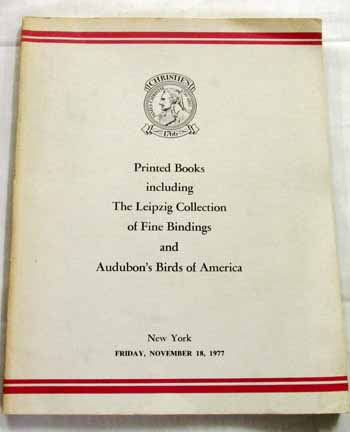 CHRISTIE'S
1766
Printed Books
including
The Leipzig Collection
of Fine Bindings
and
Audubon's Birds of America
New York
FRIDAY, NOVEMBER 18, 1977